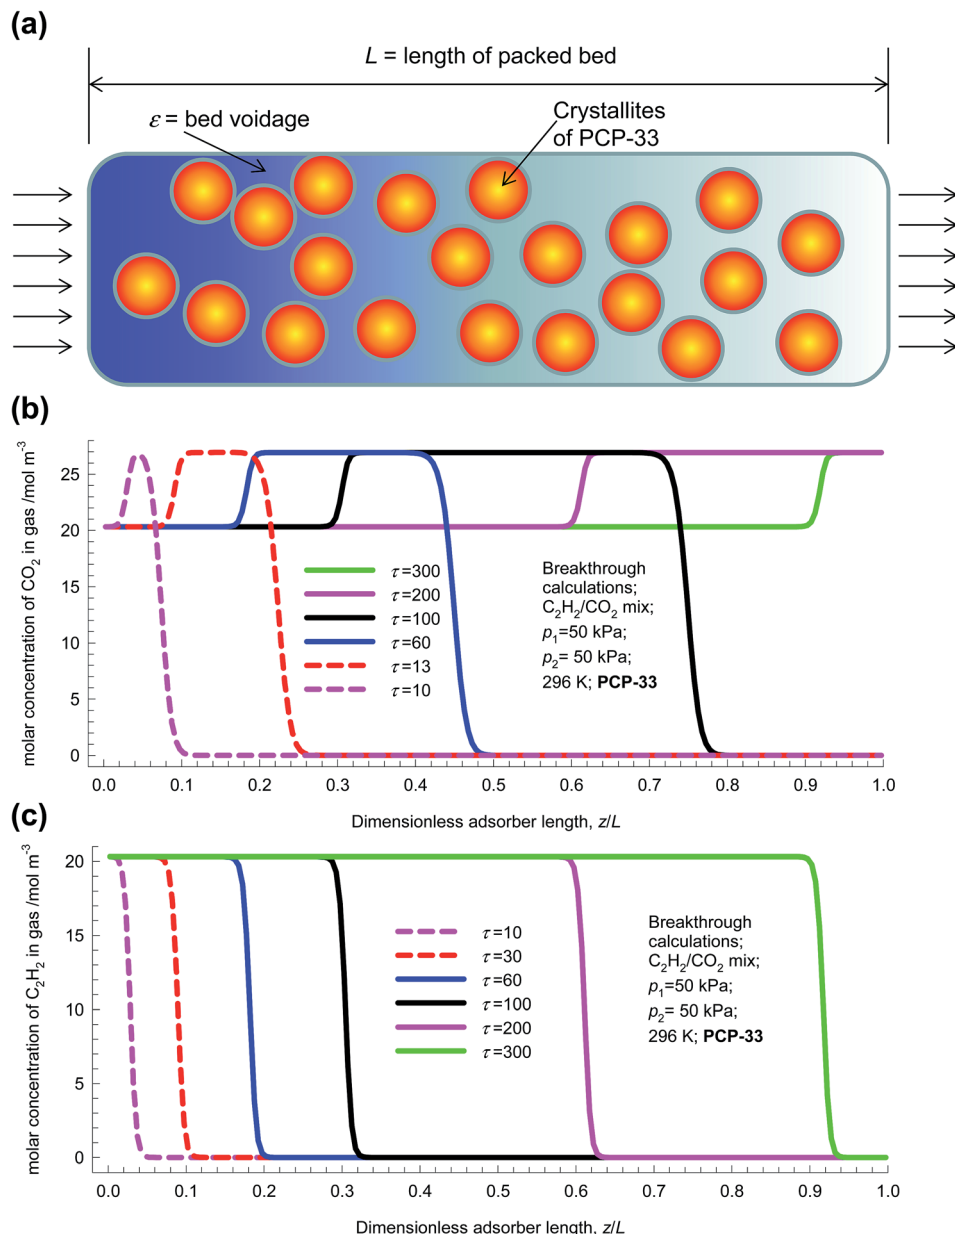 (a)
L = length of packed bed
ε = bed voidage
Crystallites
of PCP-33
(b)
molar concentration of CO2 in gas /mol m-3
25
20
15
10
5
0
τ=300
τ=200
τ=100
τ=60
τ=13
τ=10
Breakthrough
calculations;
C2H2/CO2 mix;
p1=50 kPa;
p2= 50 kPa;
296 K; PCP-33
0.0 0.1 0.2 0.3 0.4 0.5 0.6 0.7 0.8 0.9 1.0
Dimensionless adsorber length, z/L
(c)
molar concentration of C2H2 in gas /mol m-3
20
15
10
5
0
τ=10
τ=30
τ=60
τ=100
τ=200
τ=300
Breakthrough
calculations;
C2H2/CO2 mix;
p1=50 kPa;
p2= 50 kPa;
296 K; PCP-33
0.0 0.1 0.2 0.3 0.4 0.5 0.6 0.7 0.8 0.9 1.0
Dimensionless adsorber length, z/L